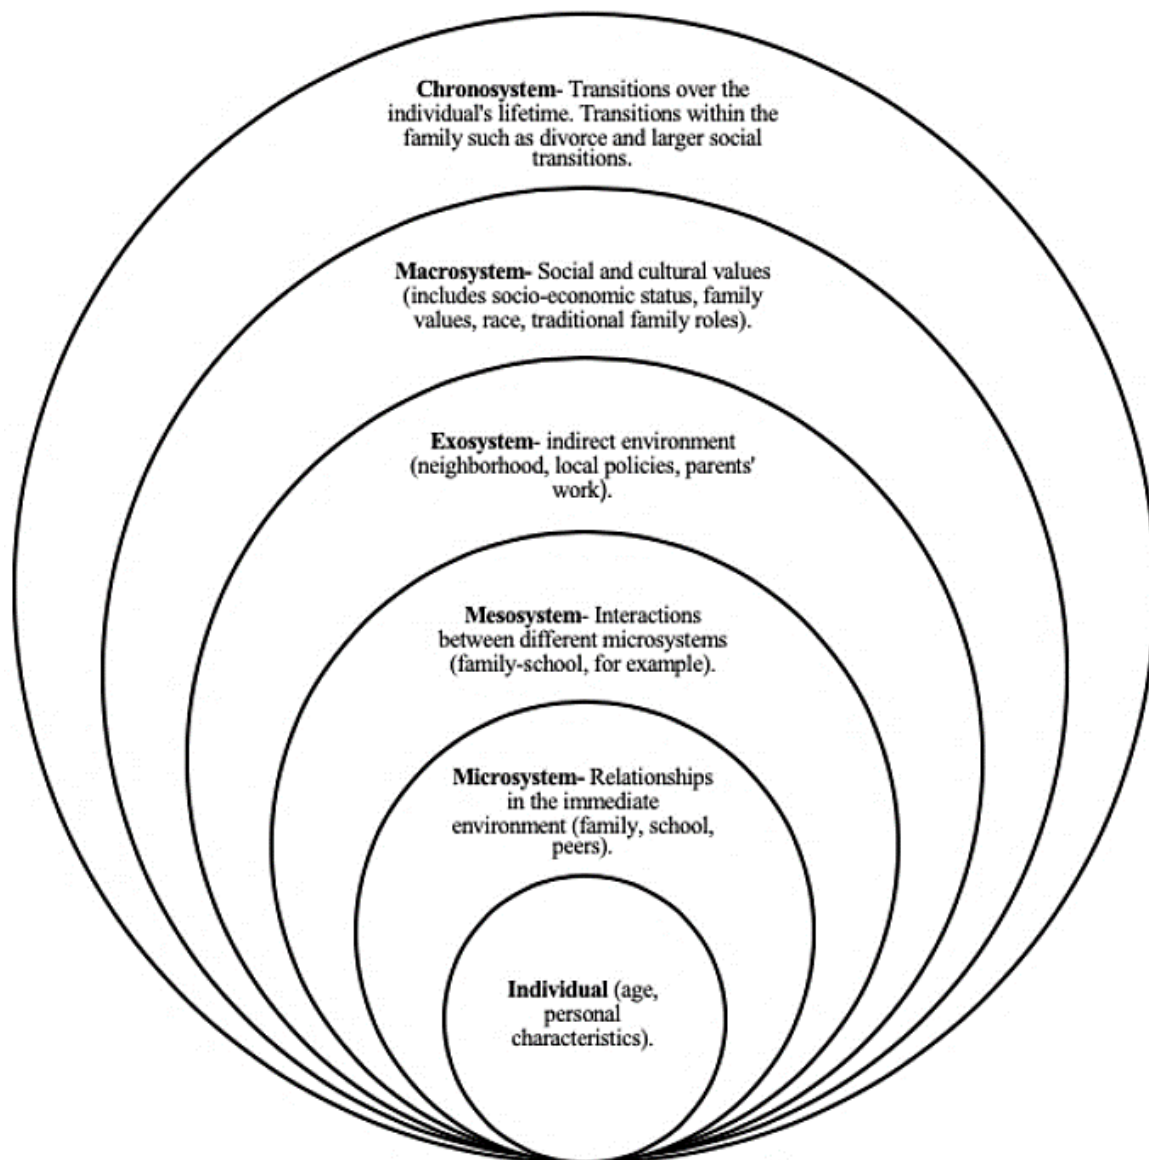 Chronosystem- Transitions over the
individual's lifetime. Transitions within the
family such as divorce and larger social
transitions.
Macrosystem- Social and cultural values
(includes socio-economic status, family
values, race, traditional family roles).
Exosystem- indirect environment
(neighborhood, local policies, parents'
work).
Mesosystem- Interactions
between different microsystems
(family-school, for example).
Microsystem- Relationships
in the immediate
environment (family, school,
peers).
Individual (age,
personal
characteristics).